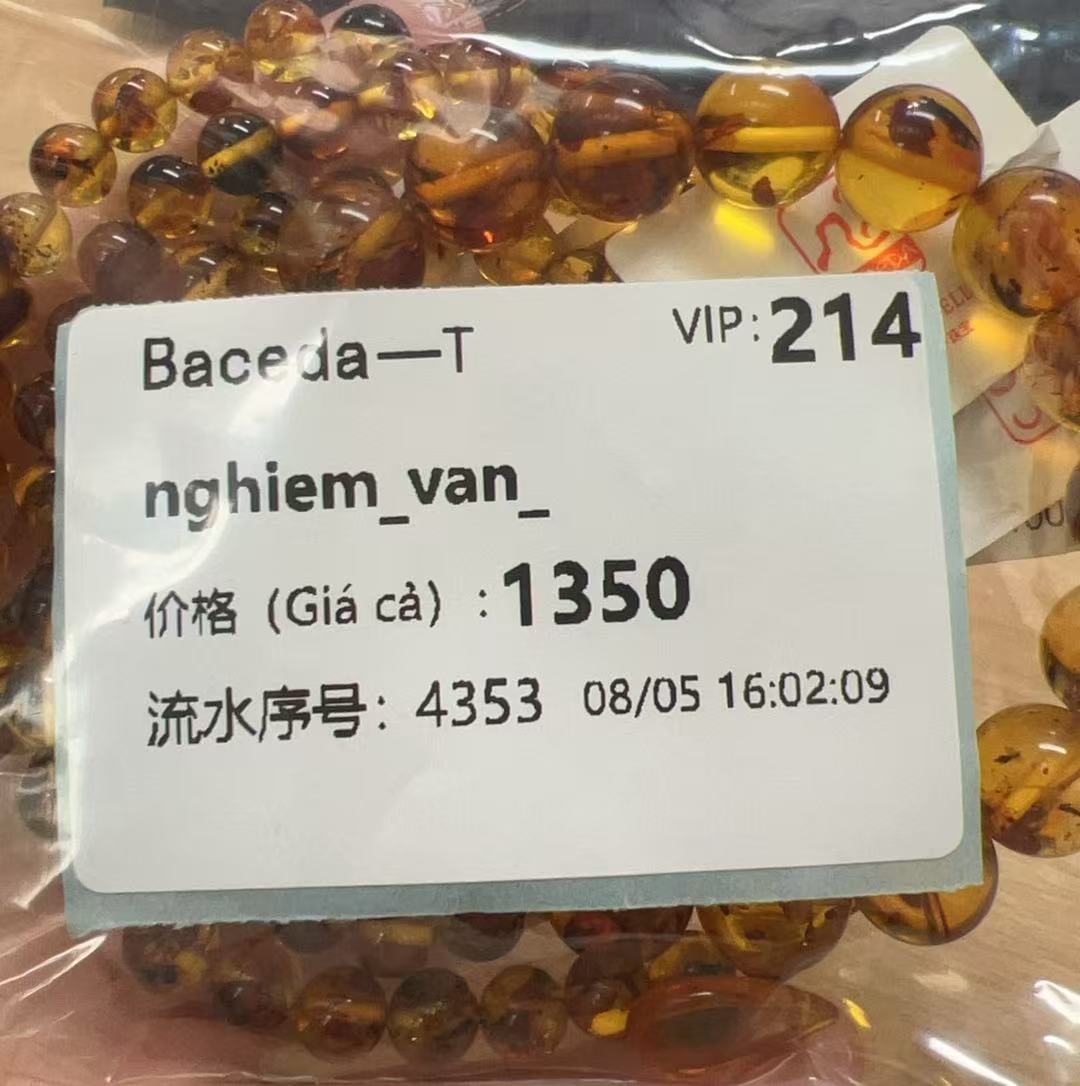 Baceda—T VIP:214
nghiem_van_
价格 (Giá cả) :1350
流水序号: 4353 08/05 16:02:09